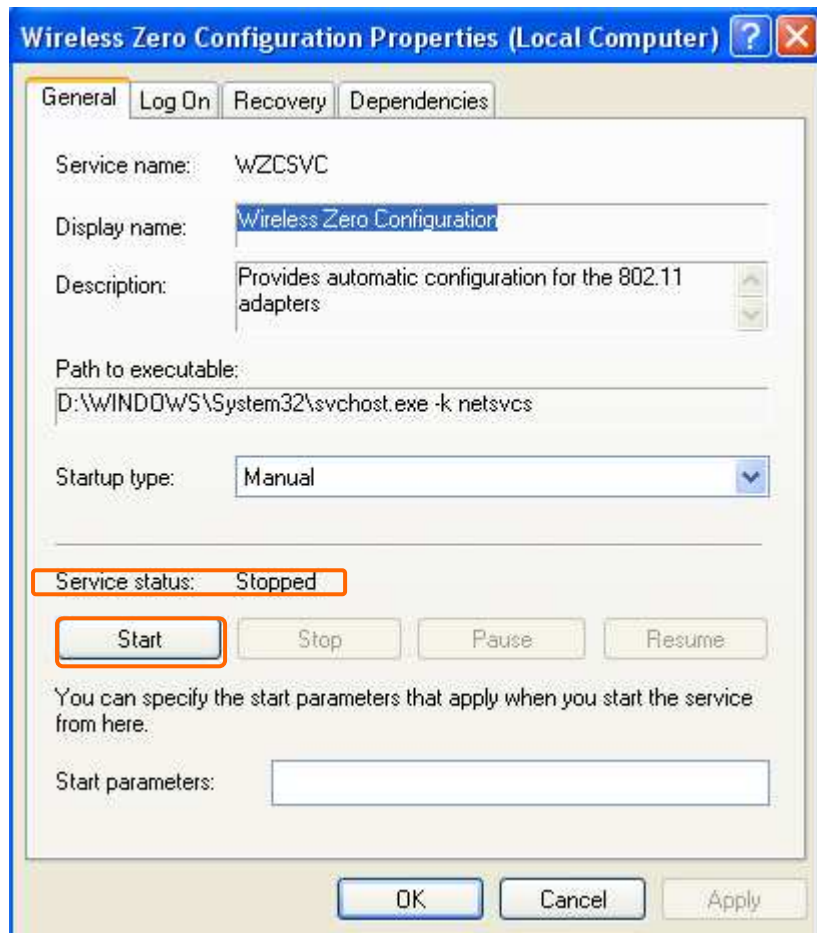 Wireless Zero Configuration Properties (Local Computer) ?
General Log On Recovery Dependencies
Service name: WZCSVC
Display name: Wireless Zero Configuration
Description: Provides automatic configuration for the 802.11
adapters
Path to executable:
D:\WINDOWS\System32\svchost.exe -k netsvcs
Startup type: Manual
Service status: Stopped
Start Stop Pause Resume
You can specify the start parameters that apply when you start the service
from here.
Start parameters:
OK Cancel Apply